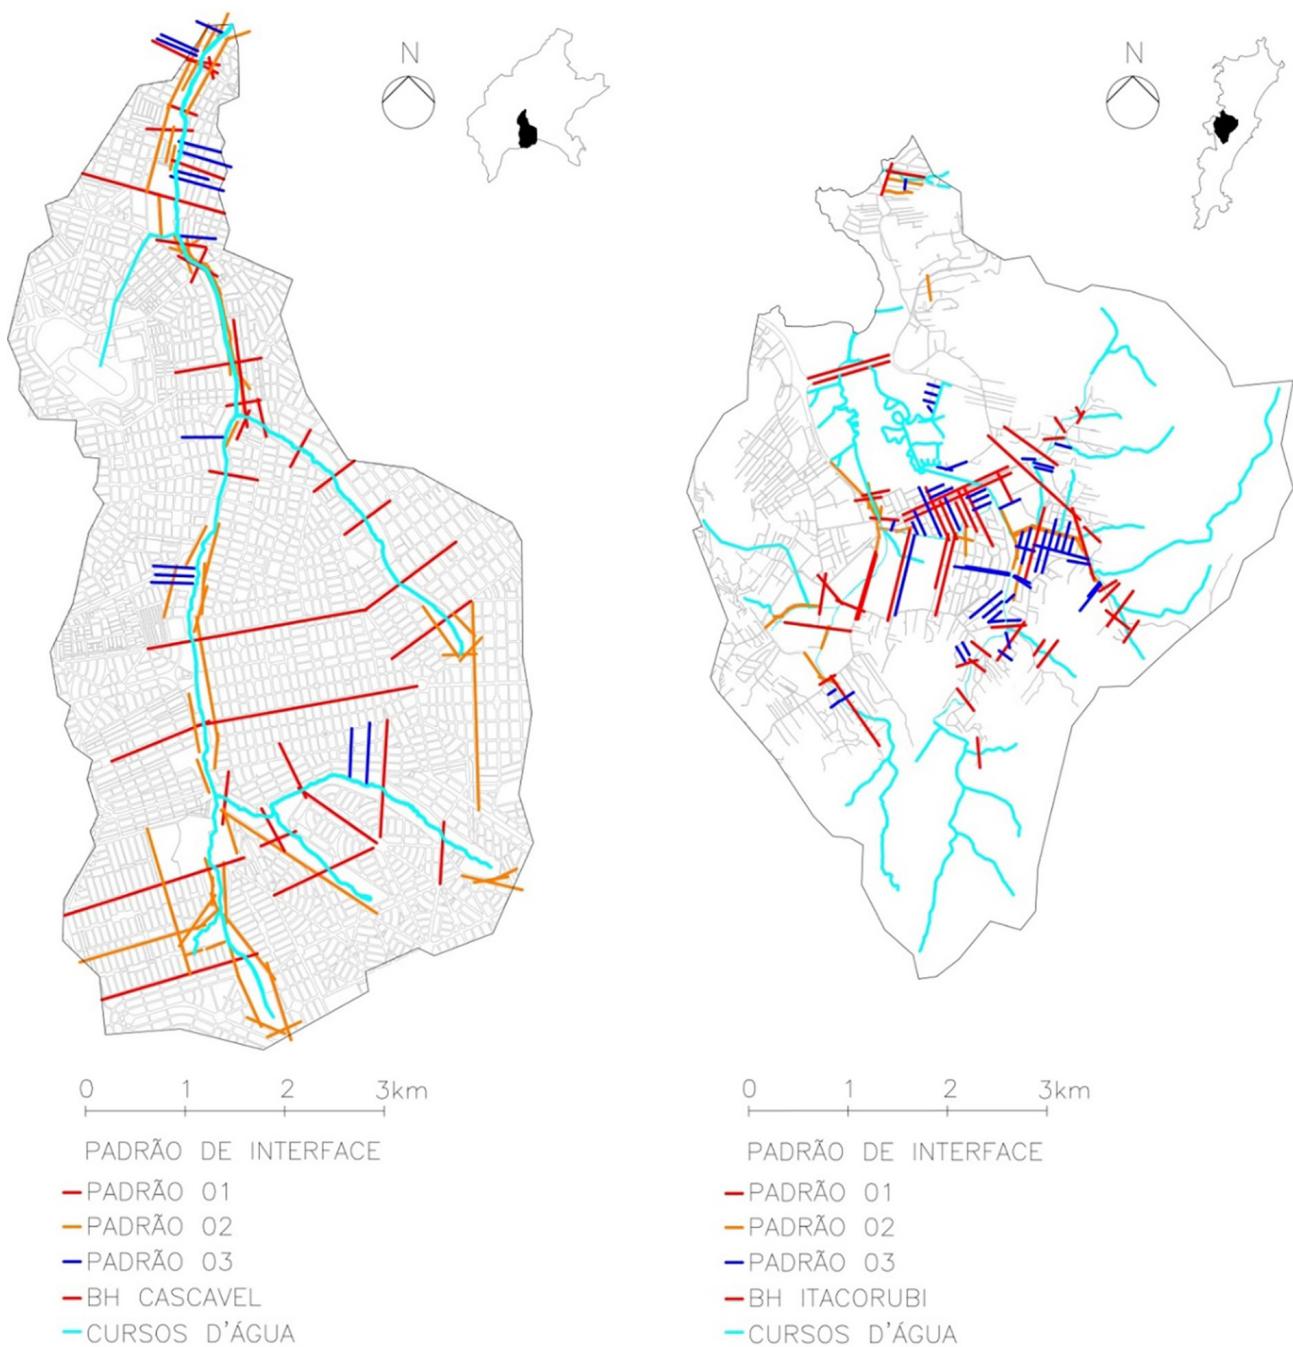 N
N
0 1 2 3km
PADRÃO DE INTERFACE
PADRÃO 01
PADRÃO 02
PADRÃO 03
BH CASCAVEL
CURSOS D'ÁGUA
0 1 2 3km
PADRÃO DE INTERFACE
PADRÃO 01
PADRÃO 02
PADRÃO 03
BH ITACORUBI
CURSOS D'ÁGUA